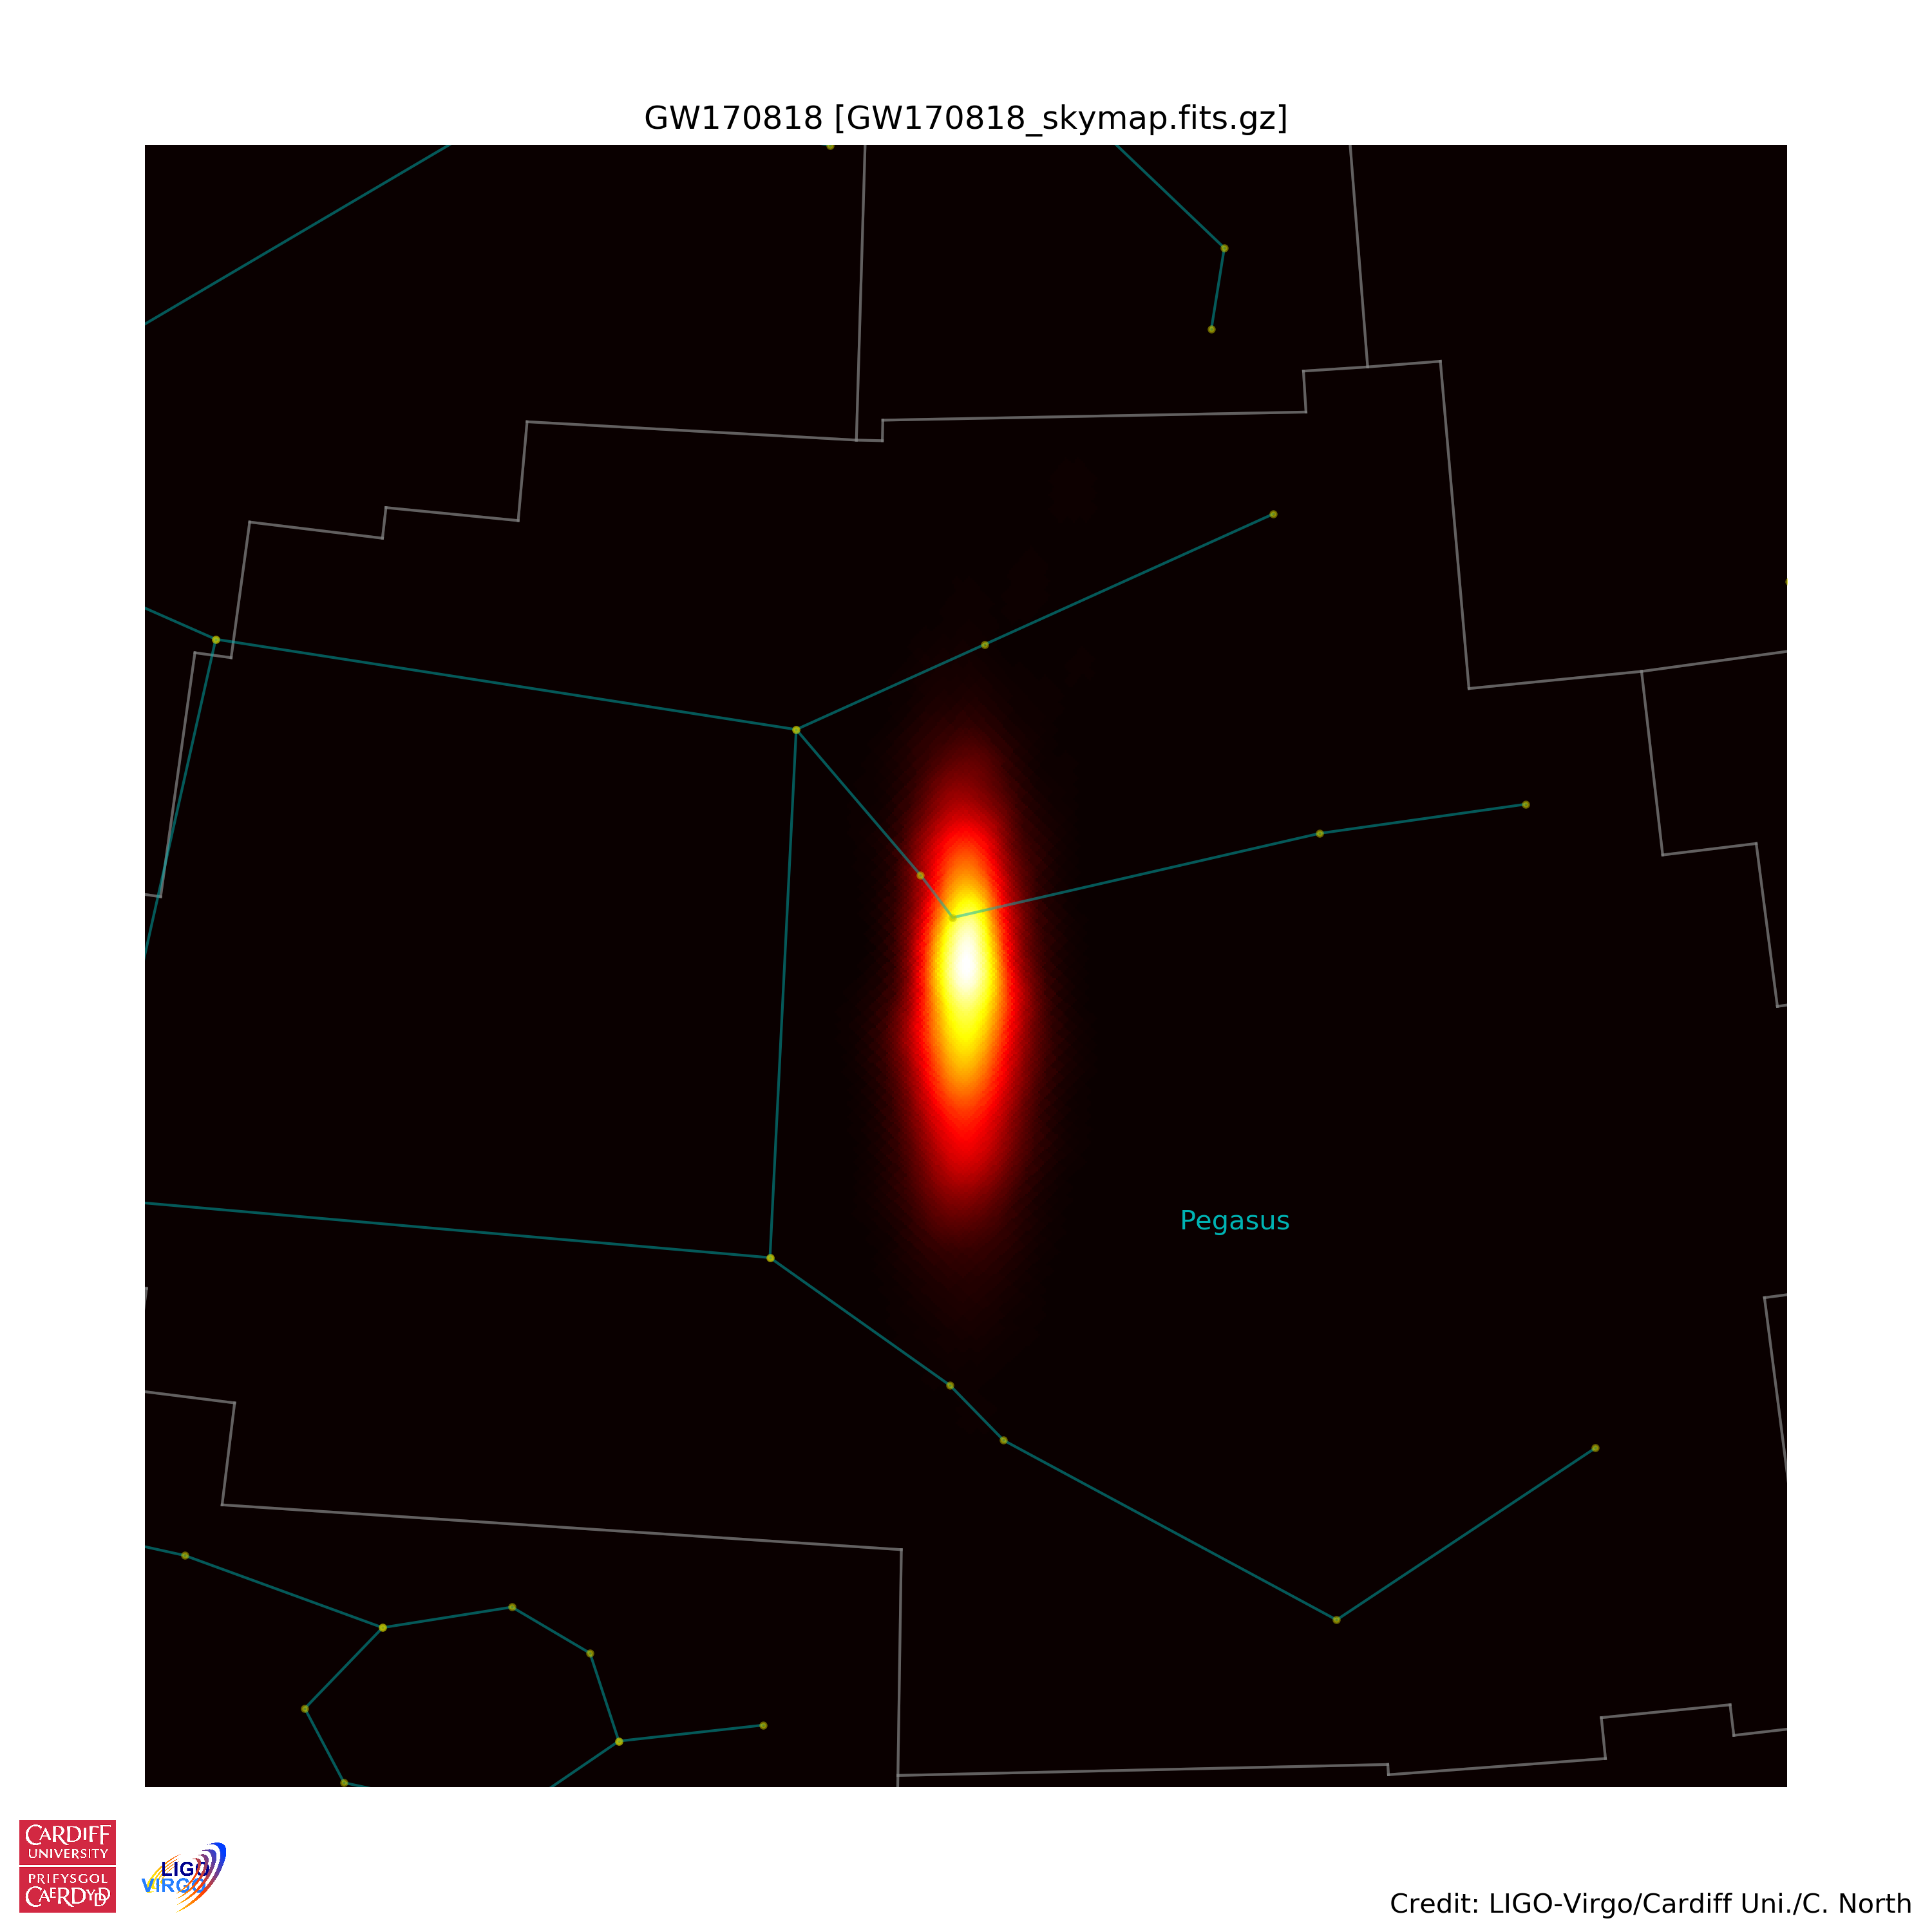 GW170818 [GW170818_skymap.fits.gz]
Pegasus
CARDIFF
UNIVERSITY
PRIFYSGOL
CAERDYDD
LIGO
VIRGO
Credit: LIGO-Virgo/Cardiff Uni./C. North